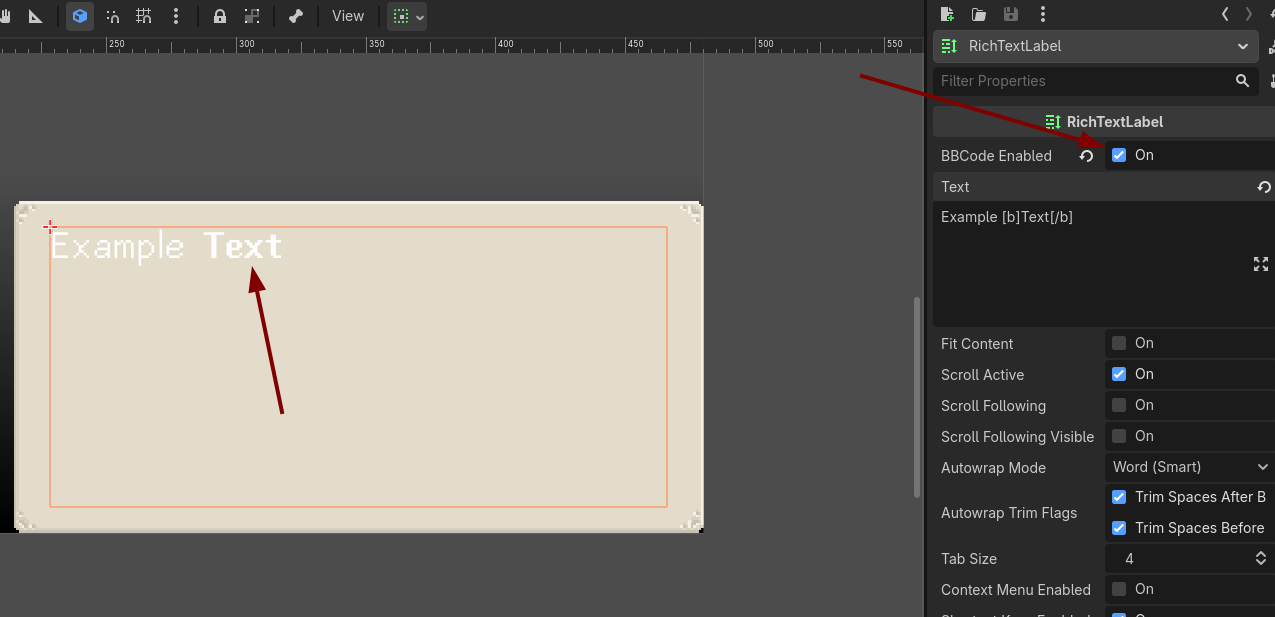 View
250 300 350 400 450 500 550
RichTextLabel
Filter Properties
RichTextLabel
BBCode Enabled On
Text
Example [b]Text[/b]
Example Text
Fit Content On
Scroll Active On
Scroll Following On
Scroll Following Visible On
Autowrap Mode Word (Smart)
Autowrap Trim Flags
Trim Spaces After B
Trim Spaces Before
Tab Size 4
Context Menu Enabled On